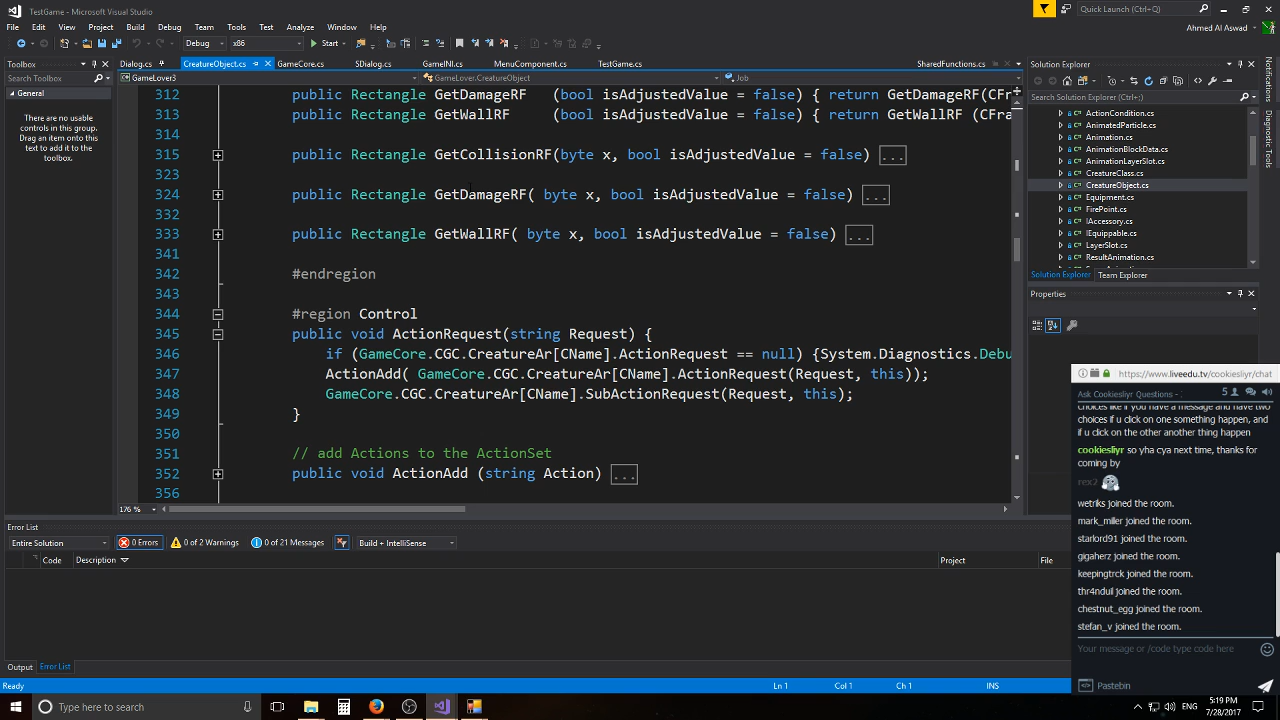 TestGame - Microsoft Visual Studio
Quick Launch (Ctrl+Q)
File Edit View Project Build Debug Team Tools Test Analyze Window Help
Ahmed Al Aswad
Debug x86 Start
Toolbox
Search Toolbox
General
There are no usable
controls in this group.
Drag an item onto this
text to add it to the
toolbox.
Dialog.cs CreatureObject.cs GameCore.cs SDialog.cs GameINI.cs MenuComponent.cs TestGame.cs SharedFunctions.cs
GameLover3 GameLover.CreatureObject Job
312 public Rectangle GetDamageRF (bool isAdjustedValue = false) { return GetDamageRF(CFra
313 public Rectangle GetWallRF (bool isAdjustedValue = false) { return GetWallRF (CFram
314
315 public Rectangle GetCollisionRF(byte x, bool isAdjustedValue = false) ...
323
324 public Rectangle GetDamageRF( byte x, bool isAdjustedValue = false) ...
332
333 public Rectangle GetWallRF( byte x, bool isAdjustedValue = false) ...
341
342 #endregion
343
344 #region Control
345 public void ActionRequest(string Request) {
346 if (GameCore.CGC.CreatureAr[CName].ActionRequest == null) {System.Diagnostics.Debu
347 ActionAdd( GameCore.CGC.CreatureAr[CName].ActionRequest(Request, this));
348 GameCore.CGC.CreatureAr[CName].SubActionRequest(Request, this);
349 }
350
351 // add Actions to the ActionSet
352 public void ActionAdd (string Action) ...
356
176 %
Solution Explorer
Search Solution Explorer (Ctrl+;)
ActionCondition.cs
AnimatedParticle.cs
Animation.cs
AnimationBlockData.cs
AnimationLayerSlot.cs
CreatureClass.cs
CreatureObject.cs
Equipment.cs
FirePoint.cs
IAccessory.cs
IEquippable.cs
LayerSlot.cs
ResultAnimation.cs
Solution Explorer Team Explorer
Properties
Notifications
Diagnostic Tools
Error List
Entire Solution 0 Errors 0 of 2 Warnings 0 of 21 Messages Build + IntelliSense
Code Description Project File
Output Error List
Ready Ln 1 Col 1 Ch 1 INS
https://www.liveedu.tv/cookiesliyr/chat
Ask Cookiesliyr Questions - 5
choices like if you have a message and have two
choices if u click on one something happen, and
if u click on the other another thing happen
cookiesliyr so yha cya next time, thanks for
coming by
rex2
wetriks joined the room.
mark_miller joined the room.
starlord91 joined the room.
gigaherz joined the room.
keepingtrck joined the room.
thr4nduil joined the room.
chestnut_egg joined the room.
stefan_v joined the room.
Your message or /code type code here
Pastebin
Type here to search
ENG
5:19 PM
7/28/2017